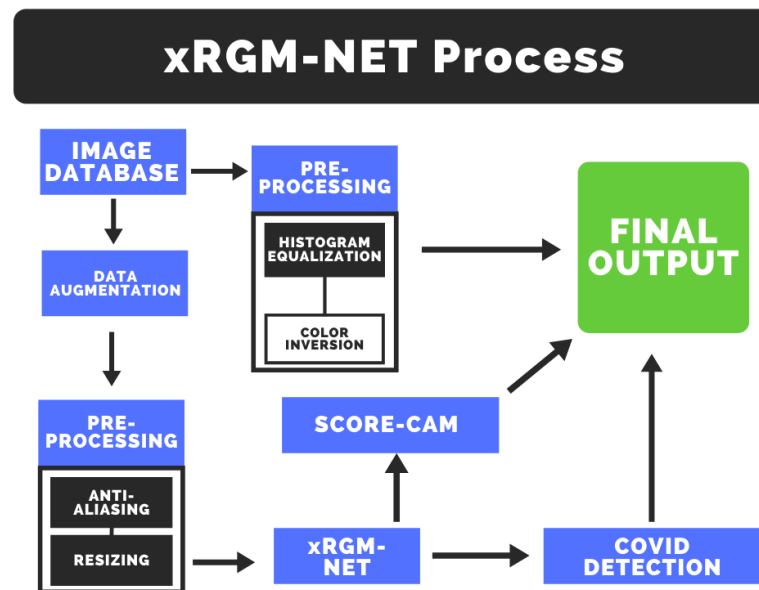 xRGM-NET Process
IMAGE
DATABASE
PRE-
PROCESSING
HISTOGRAM
EQUALIZATION
COLOR
INVERSION
FINAL
OUTPUT
DATA
AUGMENTATION
PRE-
PROCESSING
ANTI-
ALIASING
RESIZING
SCORE-CAM
xRGM-
NET
COVID
DETECTION